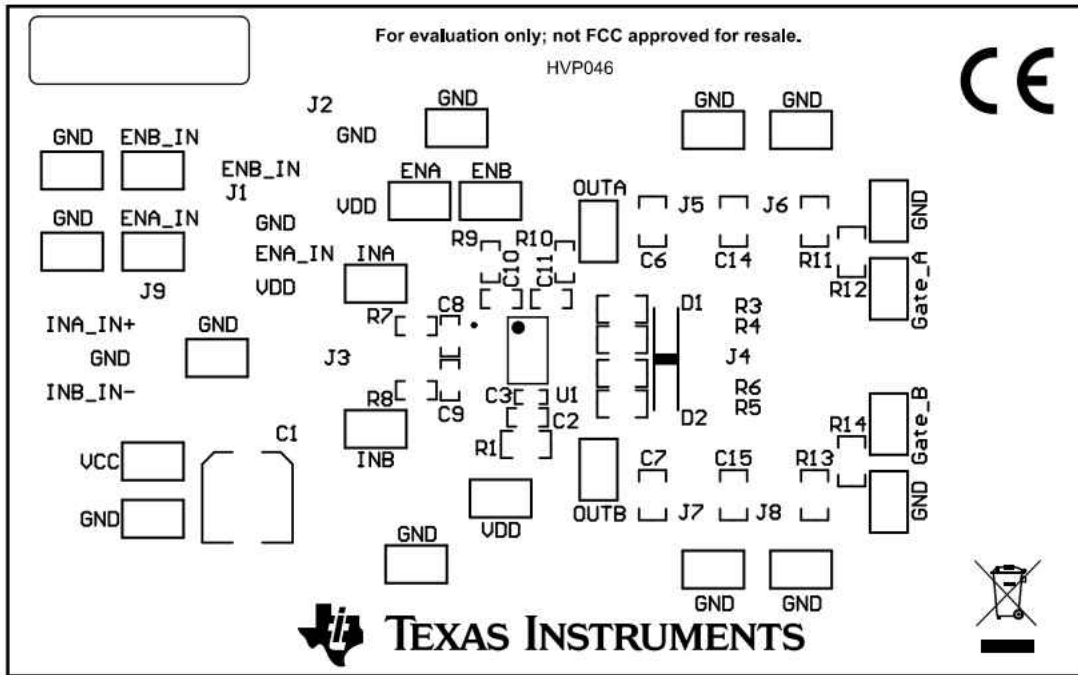 For evaluation only; not FCC approved for resale.
HVP046
CE
J2
GND
GND
GND
GND
GND
ENB_IN
ENB_IN
J1
ENA
ENB
OUTA
J5
J6
GND
VDD
GND
ENA_IN
GND
ENA_IN
VDD
J9
INA
R9
R10
C10
C11
C6
C14
R11
R12
Gate_A
INA_IN+
GND
INB_IN-
GND
R7
C8
J3
R8
C9
INB
D1
R3
R4
J4
R6
R5
D2
C3
U1
C2
R1
C1
VCC
GND
VDD
OUTB
C7
C15
R13
R14
Gate_B
GND
J7
J8
GND
GND
GND
ti
TEXAS INSTRUMENTS